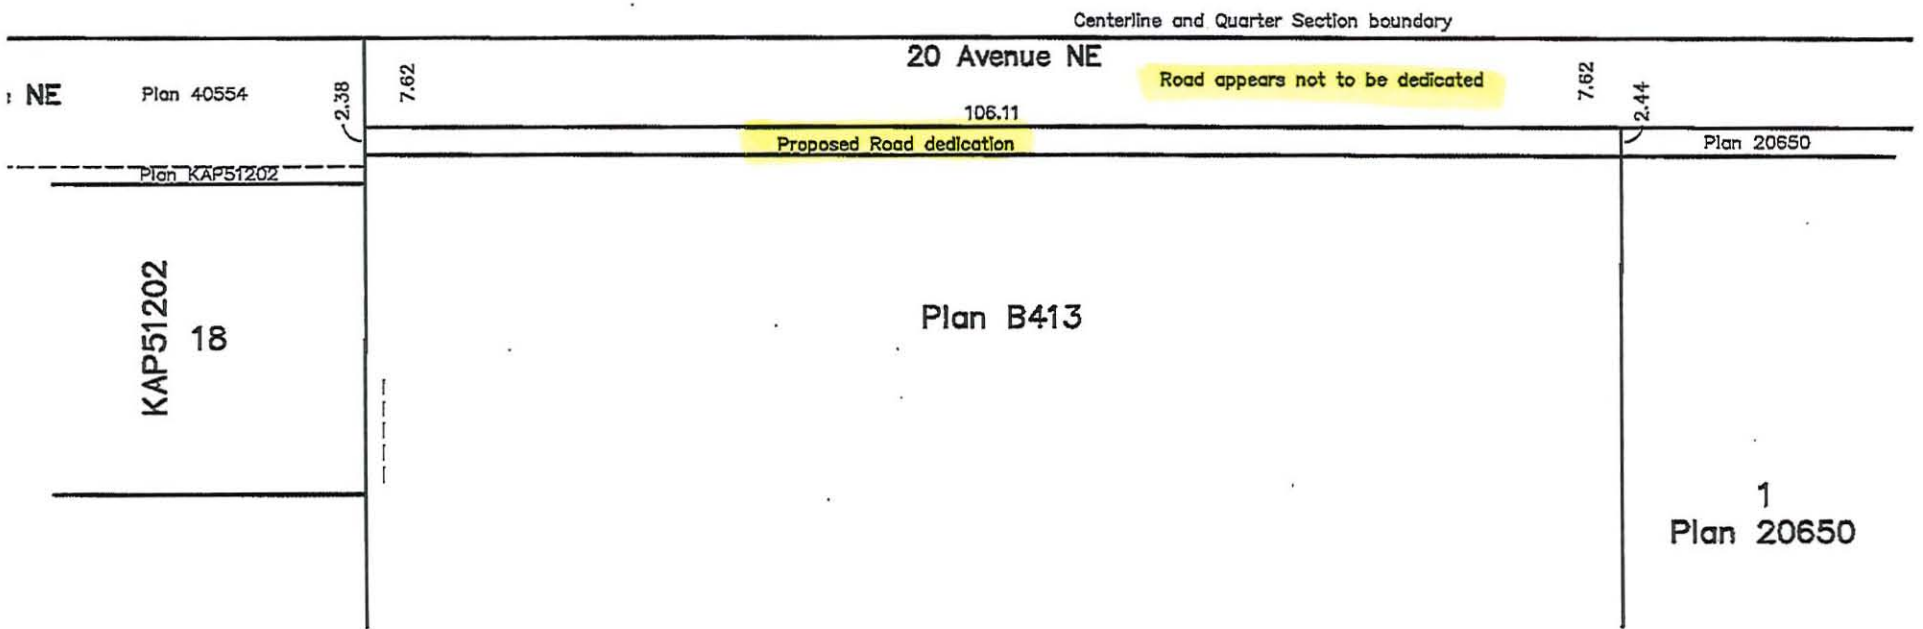 Centerline and Quarter Section boundary
20 Avenue NE
NE
Plan 40554
2.38
7.62
Road appears not to be dedicated
7.62
2.44
106.11
Proposed Road dedication
Plan 20650
Plan KAP51202
KAP51202
18
Plan B413
1
Plan 20650